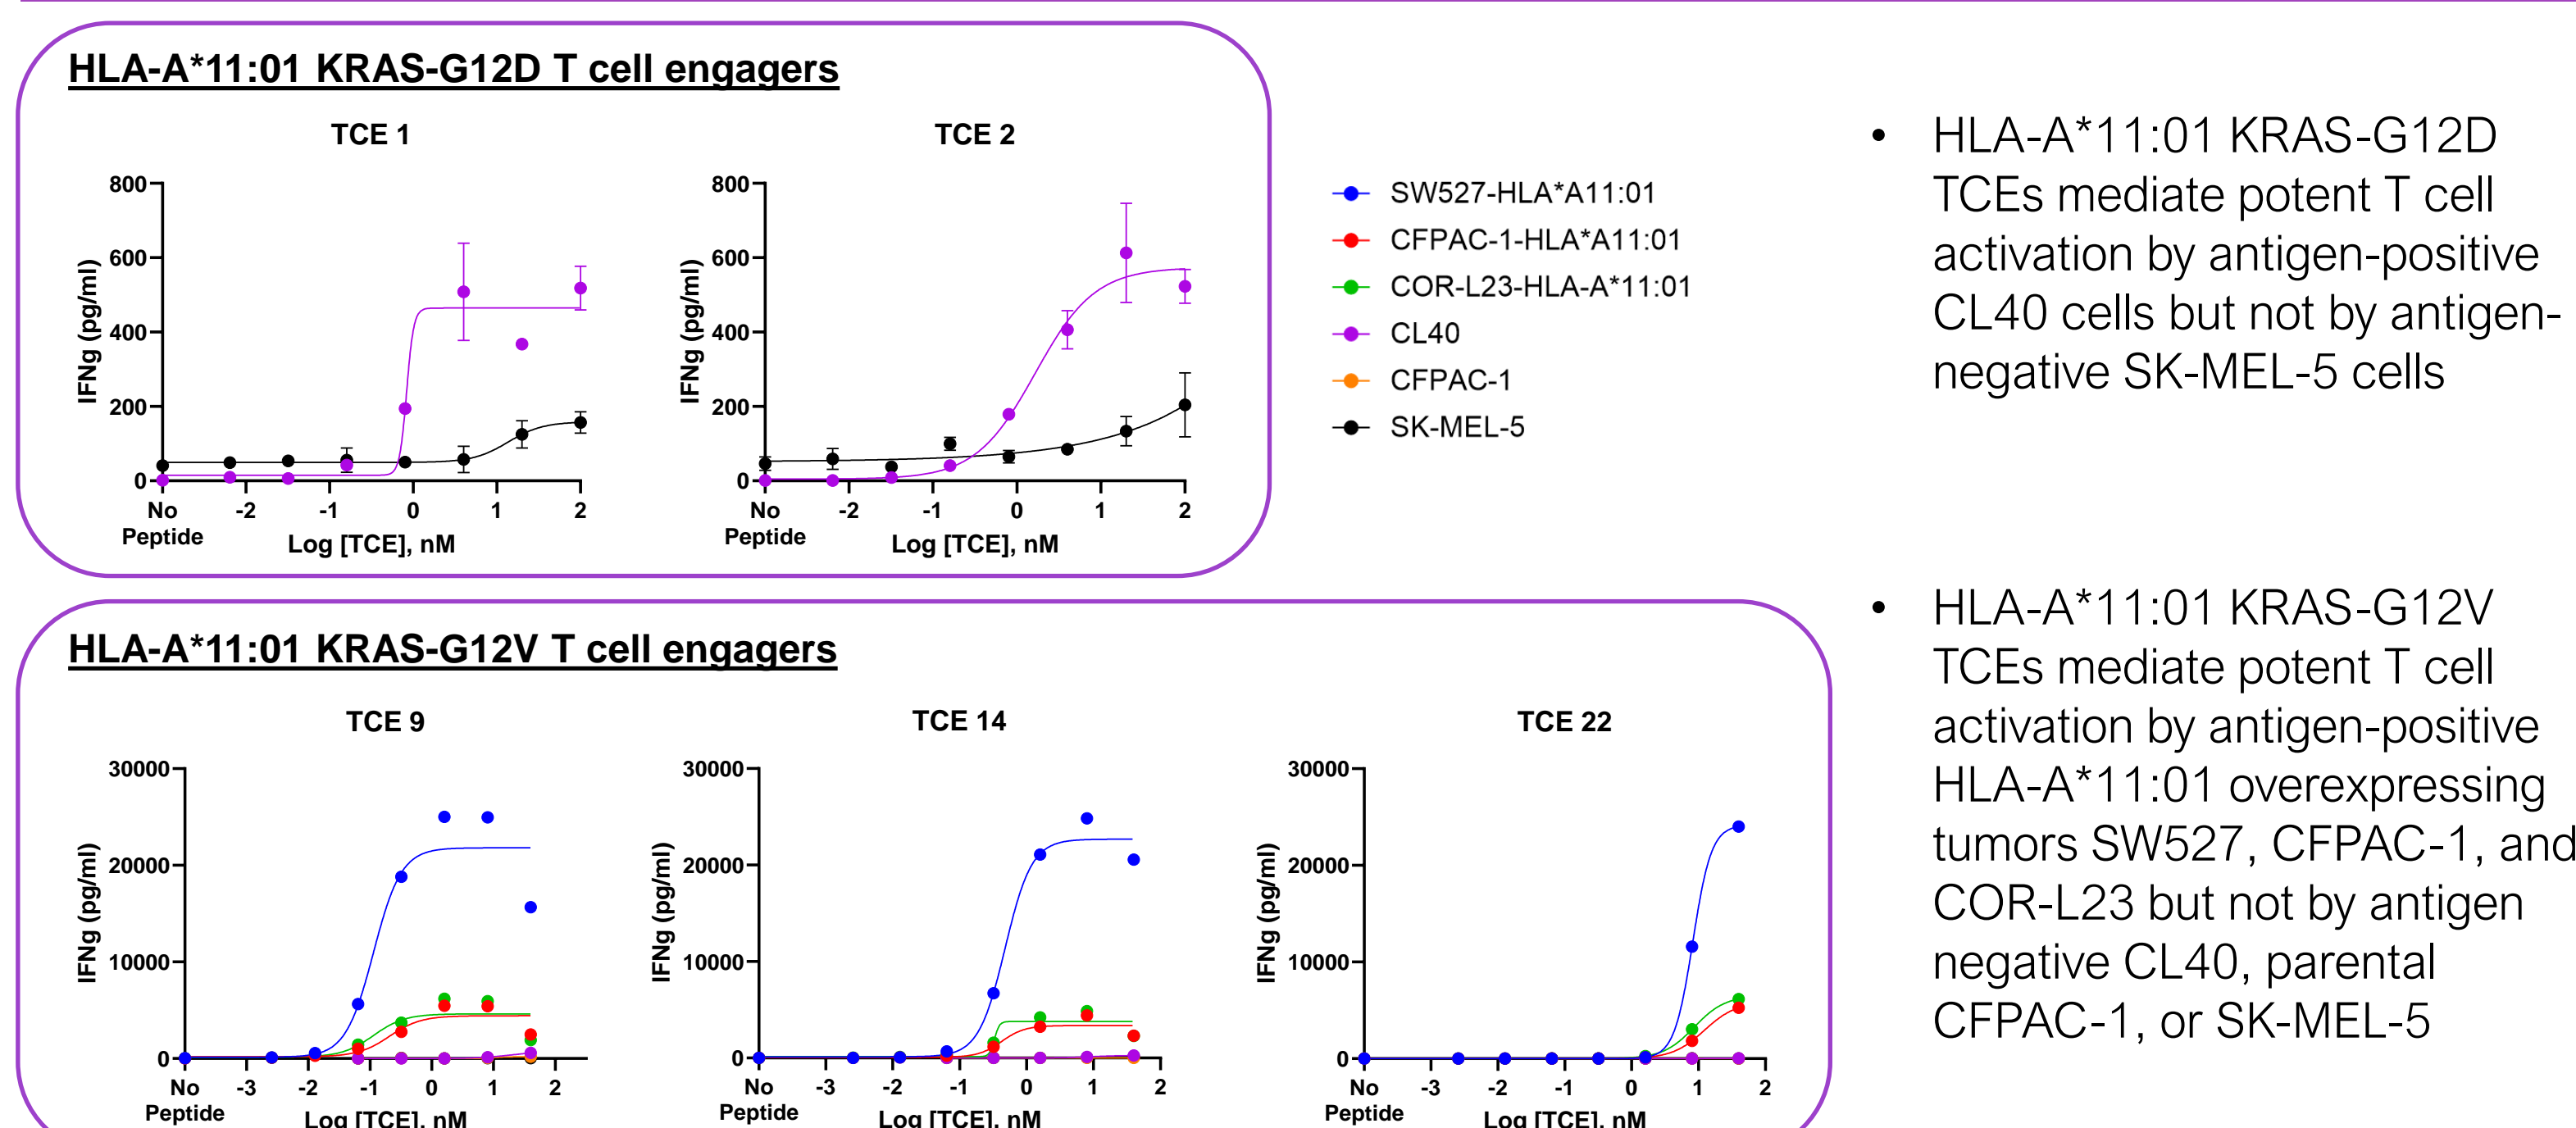 HLA-A*11:01 KRAS-G12D T cell engagers
TCE 1
800
600
400
200
0
IFNg (pg/ml)
No
Peptide
-2
-1
0
1
2
Log [TCE], nM
TCE 2
800
600
400
200
0
IFNg (pg/ml)
No
Peptide
-2
-1
0
1
2
Log [TCE], nM
SW527-HLA*A11:01
CFPAC-1-HLA*A11:01
COR-L23-HLA-A*11:01
CL40
CFPAC-1
SK-MEL-5
• HLA-A*11:01 KRAS-G12D
TCEs mediate potent T cell
activation by antigen-positive
CL40 cells but not by antigen-
negative SK-MEL-5 cells
HLA-A*11:01 KRAS-G12V T cell engagers
TCE 9
30000
20000
10000
0
IFNg (pg/ml)
No
Peptide
-3
-2
-1
0
1
2
Log [TCE], nM
TCE 14
30000
20000
10000
0
IFNg (pg/ml)
No
Peptide
-3
-2
-1
0
1
2
Log [TCE], nM
TCE 22
30000
20000
10000
0
IFNg (pg/ml)
No
Peptide
-3
-2
-1
0
1
2
Log [TCE], nM
• HLA-A*11:01 KRAS-G12V
TCEs mediate potent T cell
activation by antigen-positive
HLA-A*11:01 overexpressing
tumors SW527, CFPAC-1, and
COR-L23 but not by antigen
negative CL40, parental
CFPAC-1, or SK-MEL-5